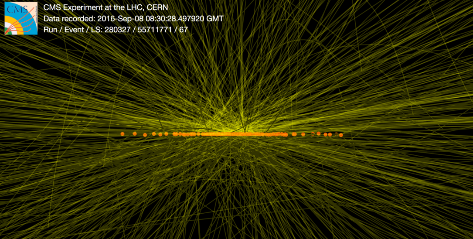 CMS
CMS Experiment at the LHC, CERN
Data recorded: 2016-Sep-08 08:30:28.497920 GMT
Run / Event / LS: 280327 / 55711771 / 67